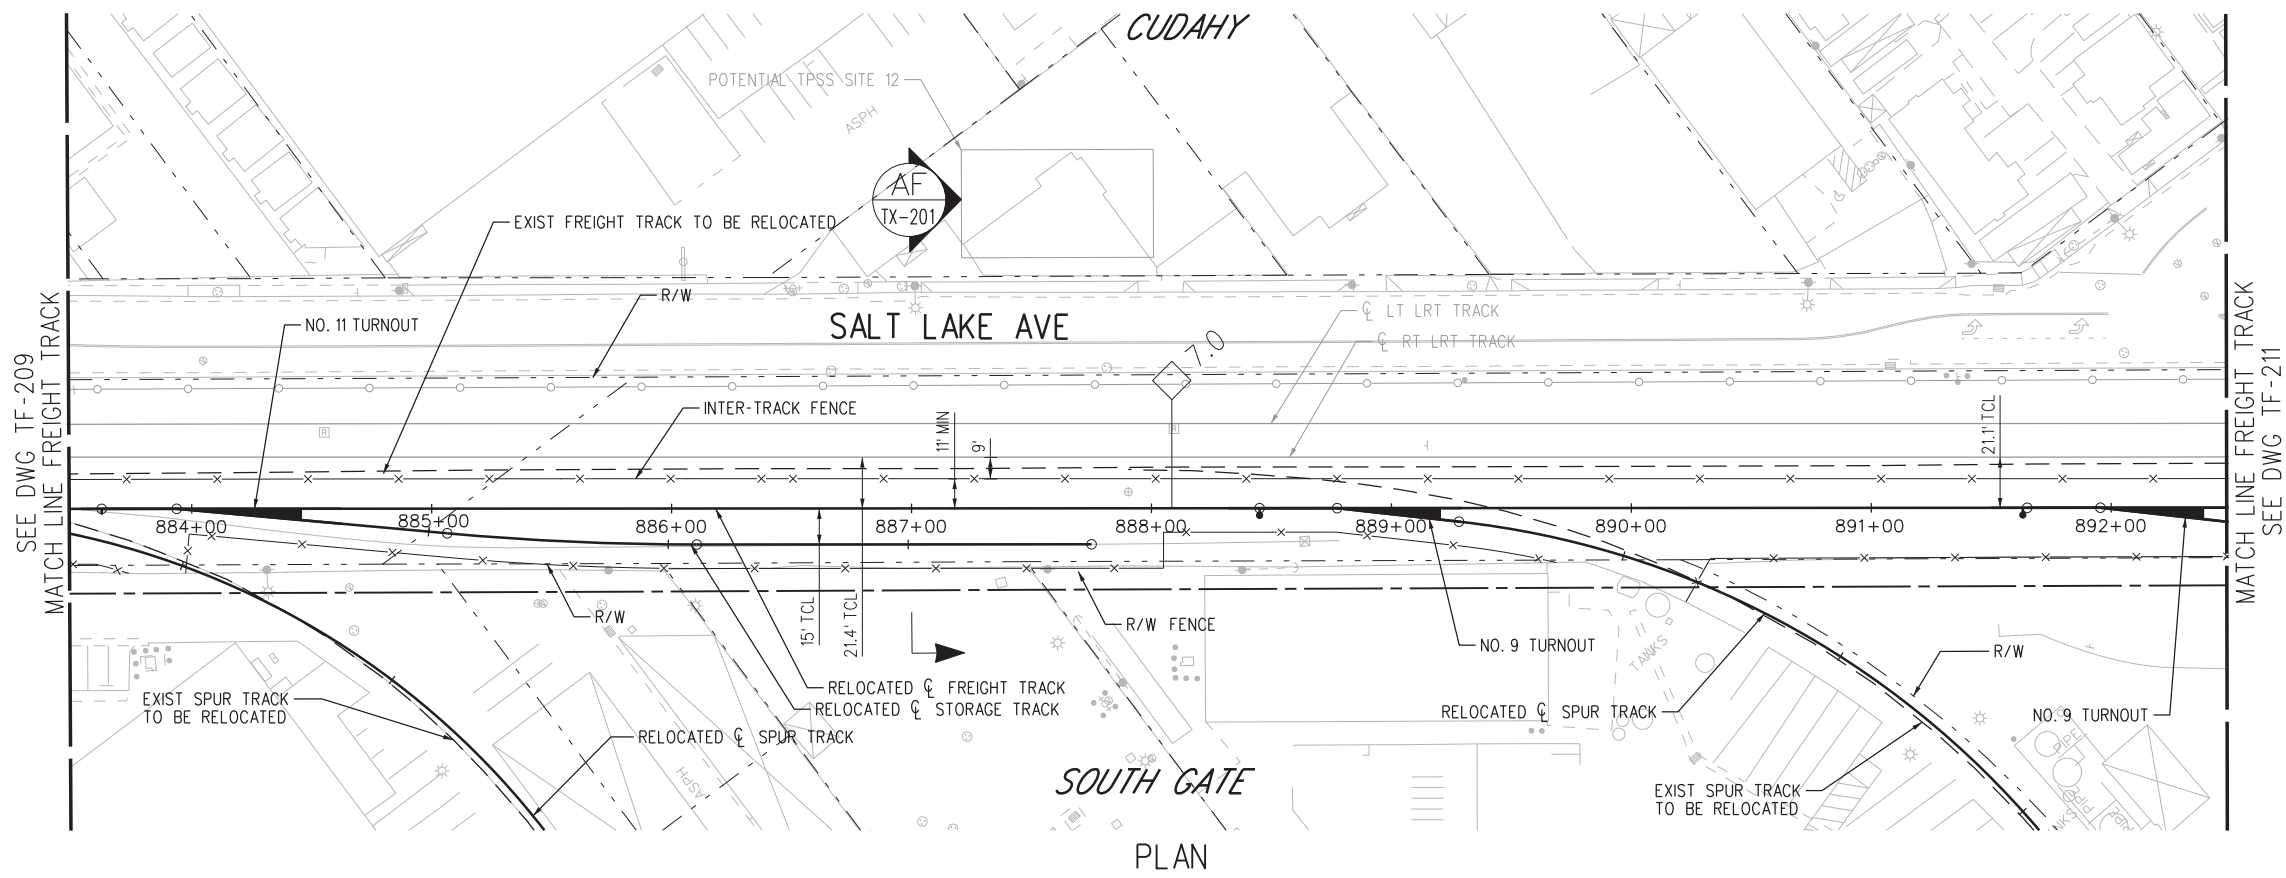 CUDAHY
POTENTIAL TPSS SITE 12
ASPH
AF
TX-201
EXIST FREIGHT TRACK TO BE RELOCATED
R/W
SALT LAKE AVE
NO. 11 TURNOUT
℄ LT LRT TRACK
℄ RT LRT TRACK
7.0
INTER-TRACK FENCE
11' MIN
9'
21.1' TCL
R
R
SEE DWG TF-209
MATCH LINE FREIGHT TRACK
MATCH LINE FREIGHT TRACK
SEE DWG TF-211
884+00
885+00
886+00
887+00
888+00
889+00
890+00
891+00
892+00
R/W
15' TCL
21.4' TCL
R/W FENCE
NO. 9 TURNOUT
TANKS
R/W
EXIST SPUR TRACK
TO BE RELOCATED
RELOCATED ℄ FREIGHT TRACK
RELOCATED ℄ STORAGE TRACK
RELOCATED ℄ SPUR TRACK
RELOCATED ℄ SPUR TRACK
NO. 9 TURNOUT
ASPH
SOUTH GATE
EXIST SPUR TRACK
TO BE RELOCATED
PIPE
PIPE
PLAN